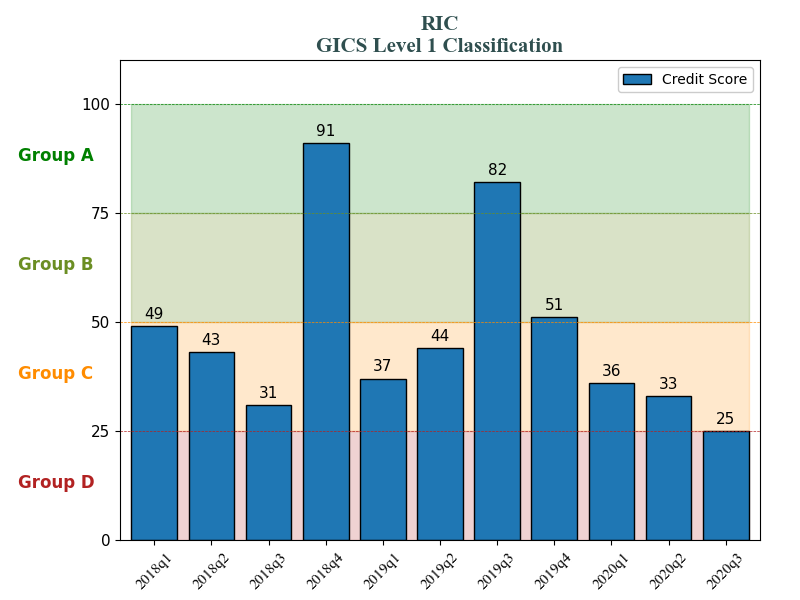 RIC
GICS Level 1 Classification
Credit Score
100
Group A
91
82
75
Group B
51
50
49
44
43
Group C
37
36
33
31
25
25
Group D
0
2018q1
2018q2
2018q3
2018q4
2019q1
2019q2
2019q3
2019q4
2020q1
2020q2
2020q3